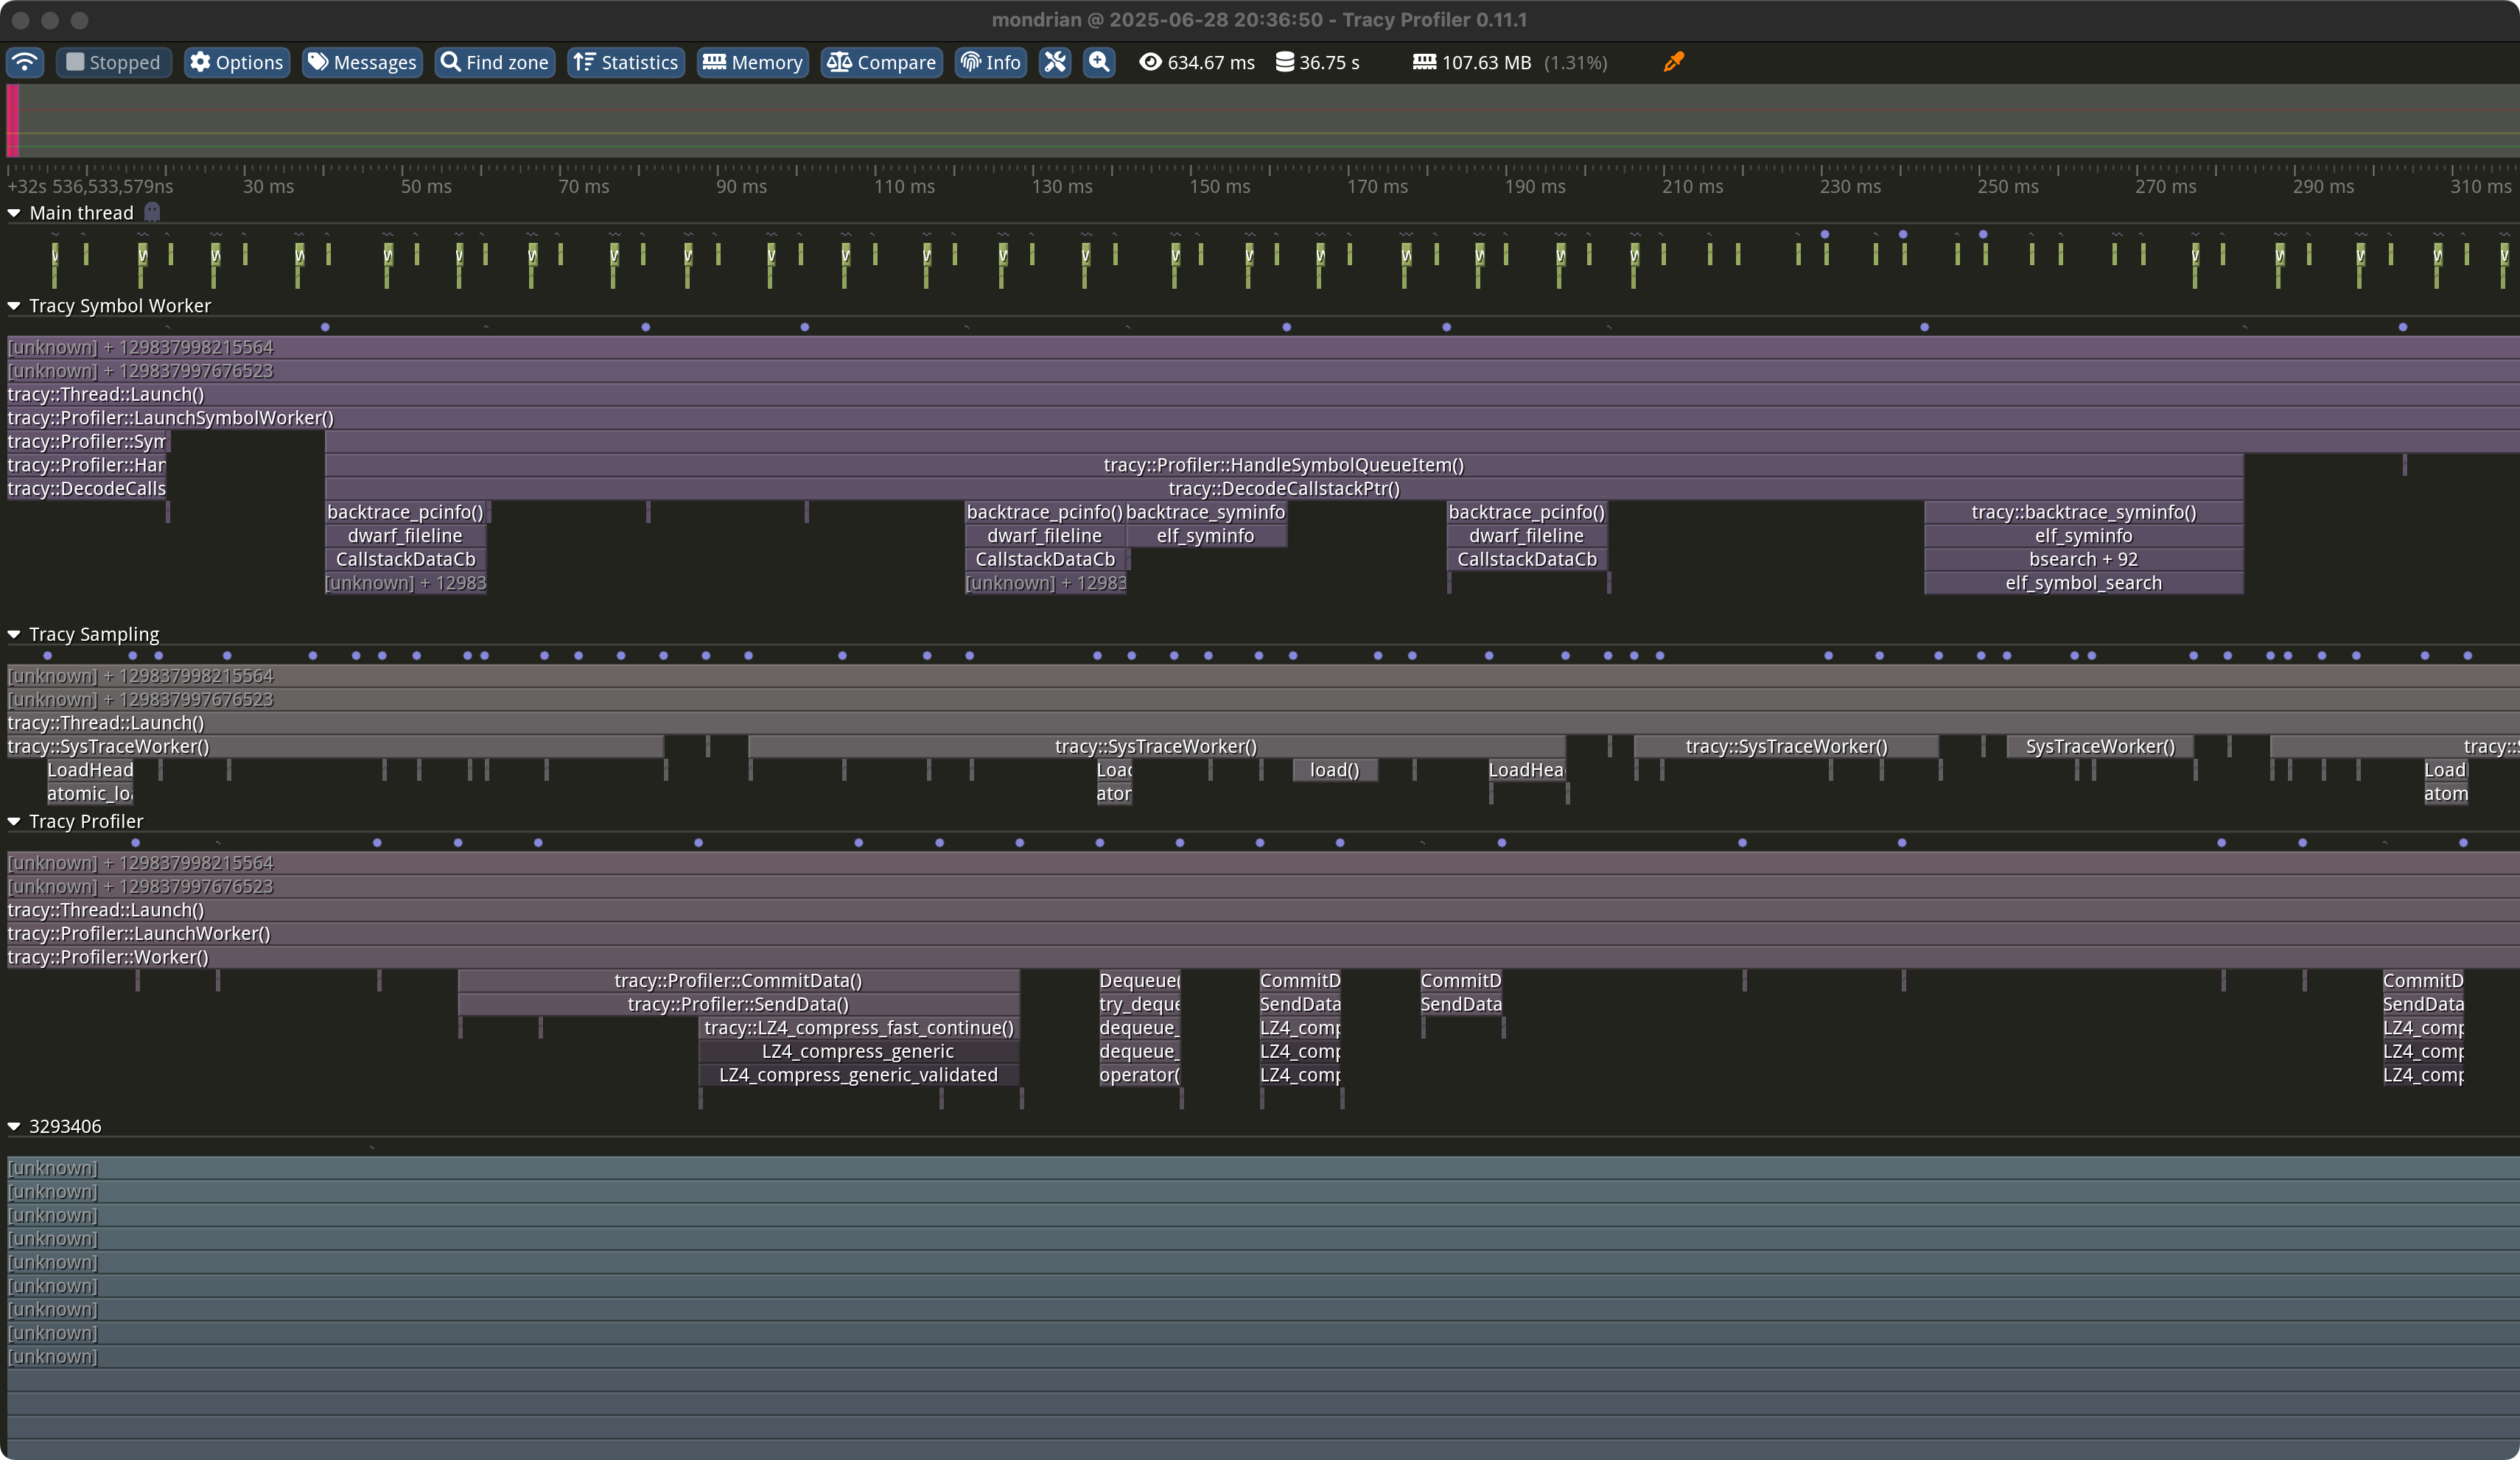 mondrian @ 2025-06-28 20:36:50 - Tracy Profiler 0.11.1
Stopped Options Messages Find zone Statistics Memory Compare Info 634.67 ms 36.75 s 107.63 MB (1.31%)
+32s 536,533,579ns 30 ms 50 ms 70 ms 90 ms 110 ms 130 ms 150 ms 170 ms 190 ms 210 ms 230 ms 250 ms 270 ms 290 ms 310 ms
Main thread
Tracy Symbol Worker
[unknown] + 129837998215564
[unknown] + 129837997676523
tracy::Thread::Launch()
tracy::Profiler::LaunchSymbolWorker()
tracy::Profiler::Sym
tracy::Profiler::Har tracy::Profiler::HandleSymbolQueueItem()
tracy::DecodeCalls tracy::DecodeCallstackPtr()
backtrace_pcinfo() backtrace_pcinfo() backtrace_syminfo backtrace_pcinfo() tracy::backtrace_syminfo()
dwarf_fileline dwarf_fileline elf_syminfo dwarf_fileline elf_syminfo
CallstackDataCb CallstackDataCb CallstackDataCb bsearch + 92
[unknown] + 12983 [unknown] + 12983 elf_symbol_search
Tracy Sampling
[unknown] + 129837998215564
[unknown] + 129837997676523
tracy::Thread::Launch()
tracy::SysTraceWorker() tracy::SysTraceWorker() tracy::SysTraceWorker() SysTraceWorker() tracy::
LoadHead Load load() LoadHea Load
atomic_loa ator atom
Tracy Profiler
[unknown] + 129837998215564
[unknown] + 129837997676523
tracy::Thread::Launch()
tracy::Profiler::LaunchWorker()
tracy::Profiler::Worker()
tracy::Profiler::CommitData() Dequeue( CommitD CommitD CommitD
tracy::Profiler::SendData() try_deque SendData SendData SendData
tracy::LZ4_compress_fast_continue() dequeue_ LZ4_comp LZ4_comp
LZ4_compress_generic dequeue_ LZ4_comp LZ4_comp
LZ4_compress_generic_validated operator( LZ4_comp LZ4_comp
3293406
[unknown]
[unknown]
[unknown]
[unknown]
[unknown]
[unknown]
[unknown]
[unknown]
[unknown]